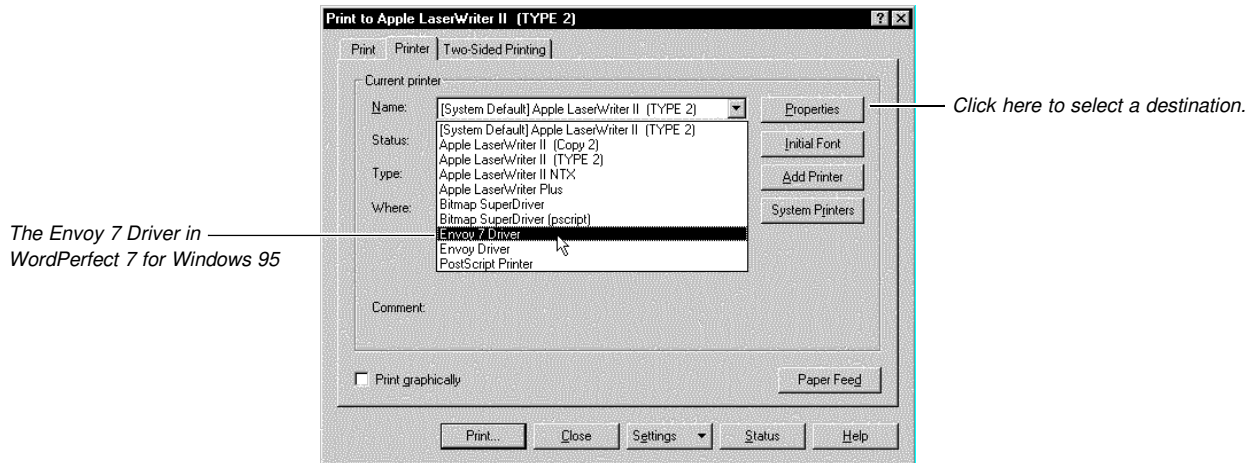 Print to Apple LaserWriter II (TYPE 2)
Print Printer Two-Sided Printing
Current printer
Name: [System Default] Apple LaserWriter II (TYPE 2) Properties
Click here to select a destination.
[System Default] Apple LaserWriter II (TYPE 2)
Status: Apple LaserWriter II (Copy 2) Initial Font
Apple LaserWriter II (TYPE 2)
Type: Apple LaserWriter II NTX Add Printer
Apple LaserWriter Plus
Where: Bitmap SuperDriver System Printers
Bitmap SuperDriver (pscript)
The Envoy 7 Driver in
WordPerfect 7 for Windows 95
Envoy 7 Driver
Envoy Driver
PostScript Printer
Comment:
Print graphically Paper Feed
Print... Close Settings Status Help